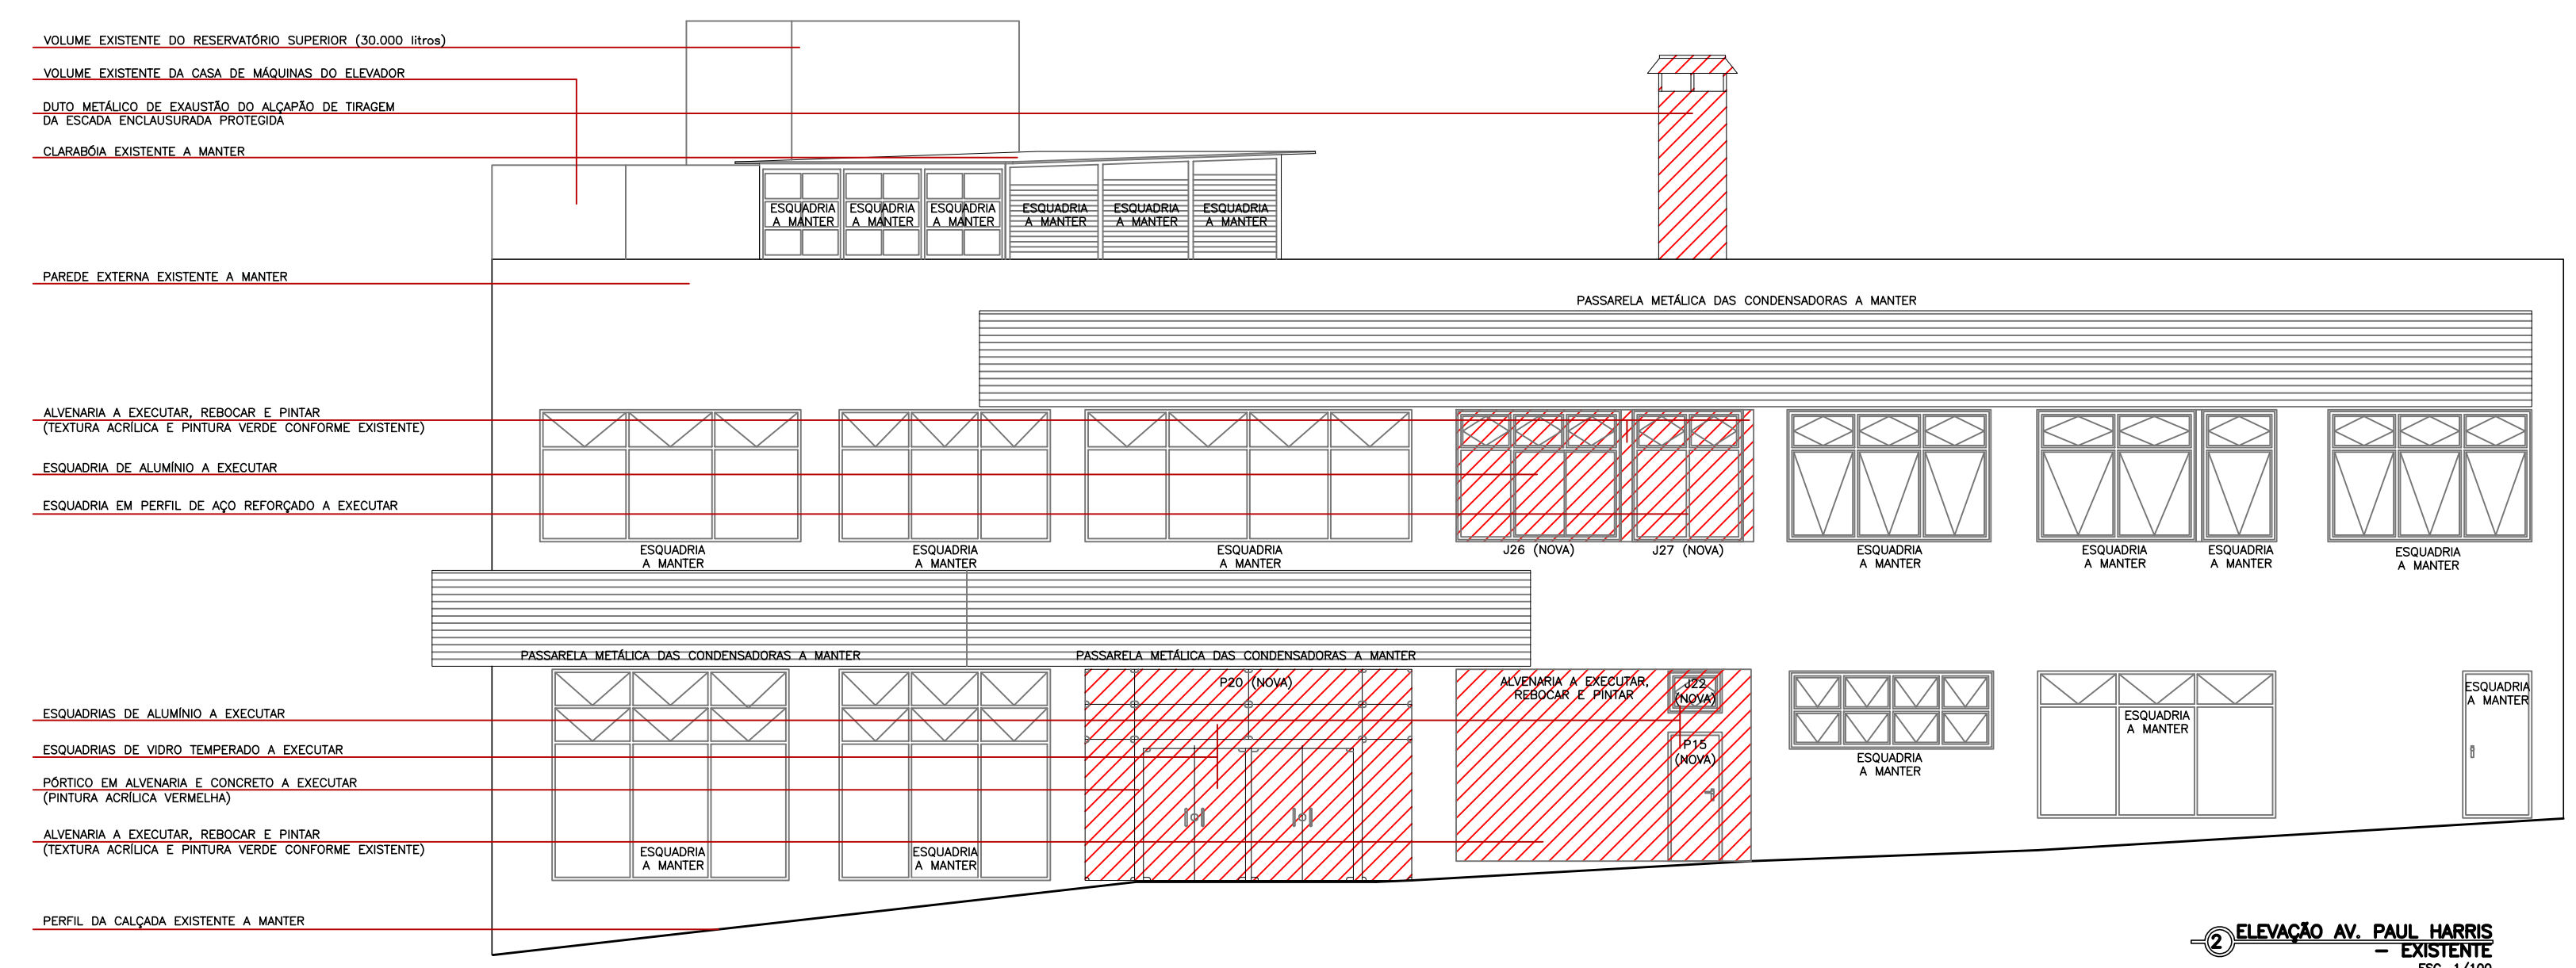 VOLUME EXISTENTE DO RESERVATÓRIO SUPERIOR (30.000 litros)
VOLUME EXISTENTE DA CASA DE MÁQUINAS DO ELEVADOR
DUTO METÁLICO DE EXAUSTÃO DO ALÇAPÃO DE TIRAGEM
DA ESCADA ENCLAUSURADA PROTEGIDA
CLARABÓIA EXISTENTE A MANTER
ESQUADRIA
A MANTER
ESQUADRIA
A MANTER
ESQUADRIA
A MANTER
ESQUADRIA
A MANTER
ESQUADRIA
A MANTER
ESQUADRIA
A MANTER
PAREDE EXTERNA EXISTENTE A MANTER
PASSARELA METÁLICA DAS CONDENSADORAS A MANTER
ALVENARIA A EXECUTAR, REBOCAR E PINTAR
(TEXTURA ACRÍLICA E PINTURA VERDE CONFORME EXISTENTE)
ESQUADRIA DE ALUMÍNIO A EXECUTAR
ESQUADRIA EM PERFIL DE AÇO REFORÇADO A EXECUTAR
ESQUADRIA
A MANTER
ESQUADRIA
A MANTER
ESQUADRIA
A MANTER
J26 (NOVA)
J27 (NOVA)
ESQUADRIA
A MANTER
ESQUADRIA
A MANTER
ESQUADRIA
A MANTER
ESQUADRIA
A MANTER
PASSARELA METÁLICA DAS CONDENSADORAS A MANTER
PASSARELA METÁLICA DAS CONDENSADORAS A MANTER
P20 (NOVA)
ALVENARIA A EXECUTAR,
REBOCAR E PINTAR
J22
(NOVA)
P15
(NOVA)
ESQUADRIA
A MANTER
ESQUADRIA
A MANTER
ESQUADRIA
A MANTER
ESQUADRIAS DE ALUMÍNIO A EXECUTAR
ESQUADRIAS DE VIDRO TEMPERADO A EXECUTAR
PÓRTICO EM ALVENARIA E CONCRETO A EXECUTAR
(PINTURA ACRÍLICA VERMELHA)
ALVENARIA A EXECUTAR, REBOCAR E PINTAR
(TEXTURA ACRÍLICA E PINTURA VERDE CONFORME EXISTENTE)
ESQUADRIA
A MANTER
ESQUADRIA
A MANTER
PERFIL DA CALÇADA EXISTENTE A MANTER
2 ELEVAÇÃO AV. PAUL HARRIS
– EXISTENTE
ESC. 1/100